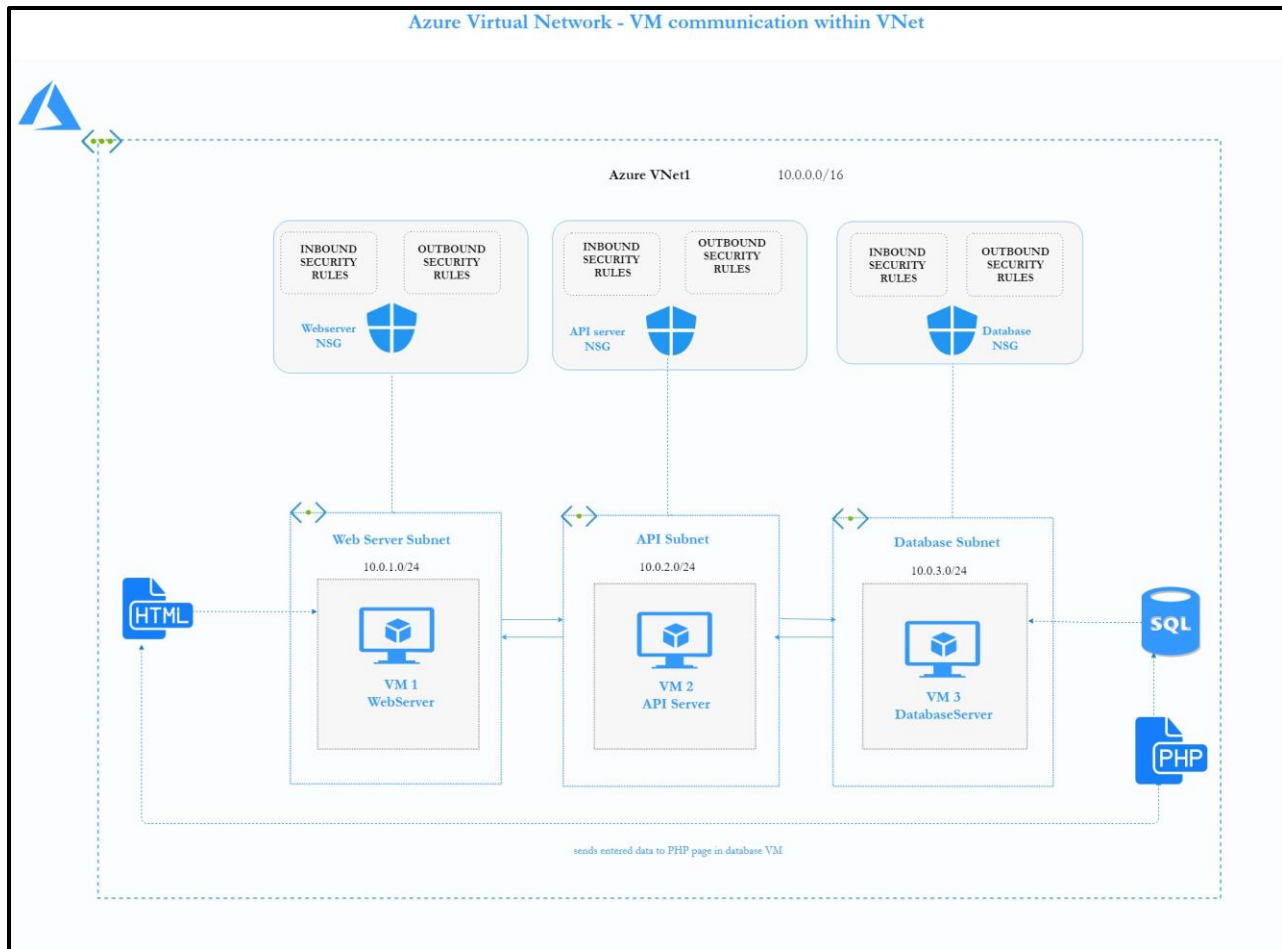 Azure Virtual Network - VM communication within VNet
Azure VNet1 10.0.0.0/16
INBOUND
SECURITY
RULES
OUTBOUND
SECURITY
RULES
Webserver
NSG
INBOUND
SECURITY
RULES
OUTBOUND
SECURITY
RULES
API server
NSG
INBOUND
SECURITY
RULES
OUTBOUND
SECURITY
RULES
Database
NSG
Web Server Subnet
10.0.1.0/24
VM 1
WebServer
API Subnet
10.0.2.0/24
VM 2
API Server
Database Subnet
10.0.3.0/24
VM 3
DatabaseServer
HTML
SQL
PHP
sends entered data to PHP page in database VM